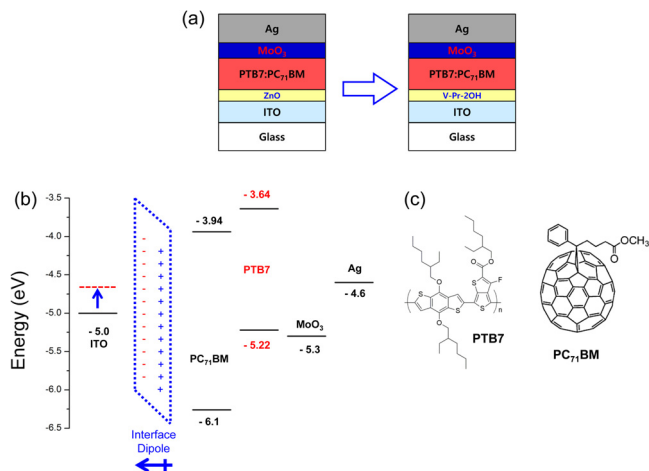 (a)
Ag
MoO₃
PTB7:PC₇₁BM
ZnO
ITO
Glass
Ag
MoO₃
PTB7:PC₇₁BM
V-Pr-2OH
ITO
Glass
(b)
Energy (eV)
-3.5
-4.0
-4.5
-5.0
-5.5
-6.0
-6.5
- 5.0
ITO
Interface
Dipole
- 3.94
PC₇₁BM
- 6.1
- 3.64
PTB7
- 5.22
MoO₃
- 5.3
Ag
- 4.6
(c)
O
O
F
O
S
S
S
S
O
n
PTB7
OCH₃
O
PC₇₁BM